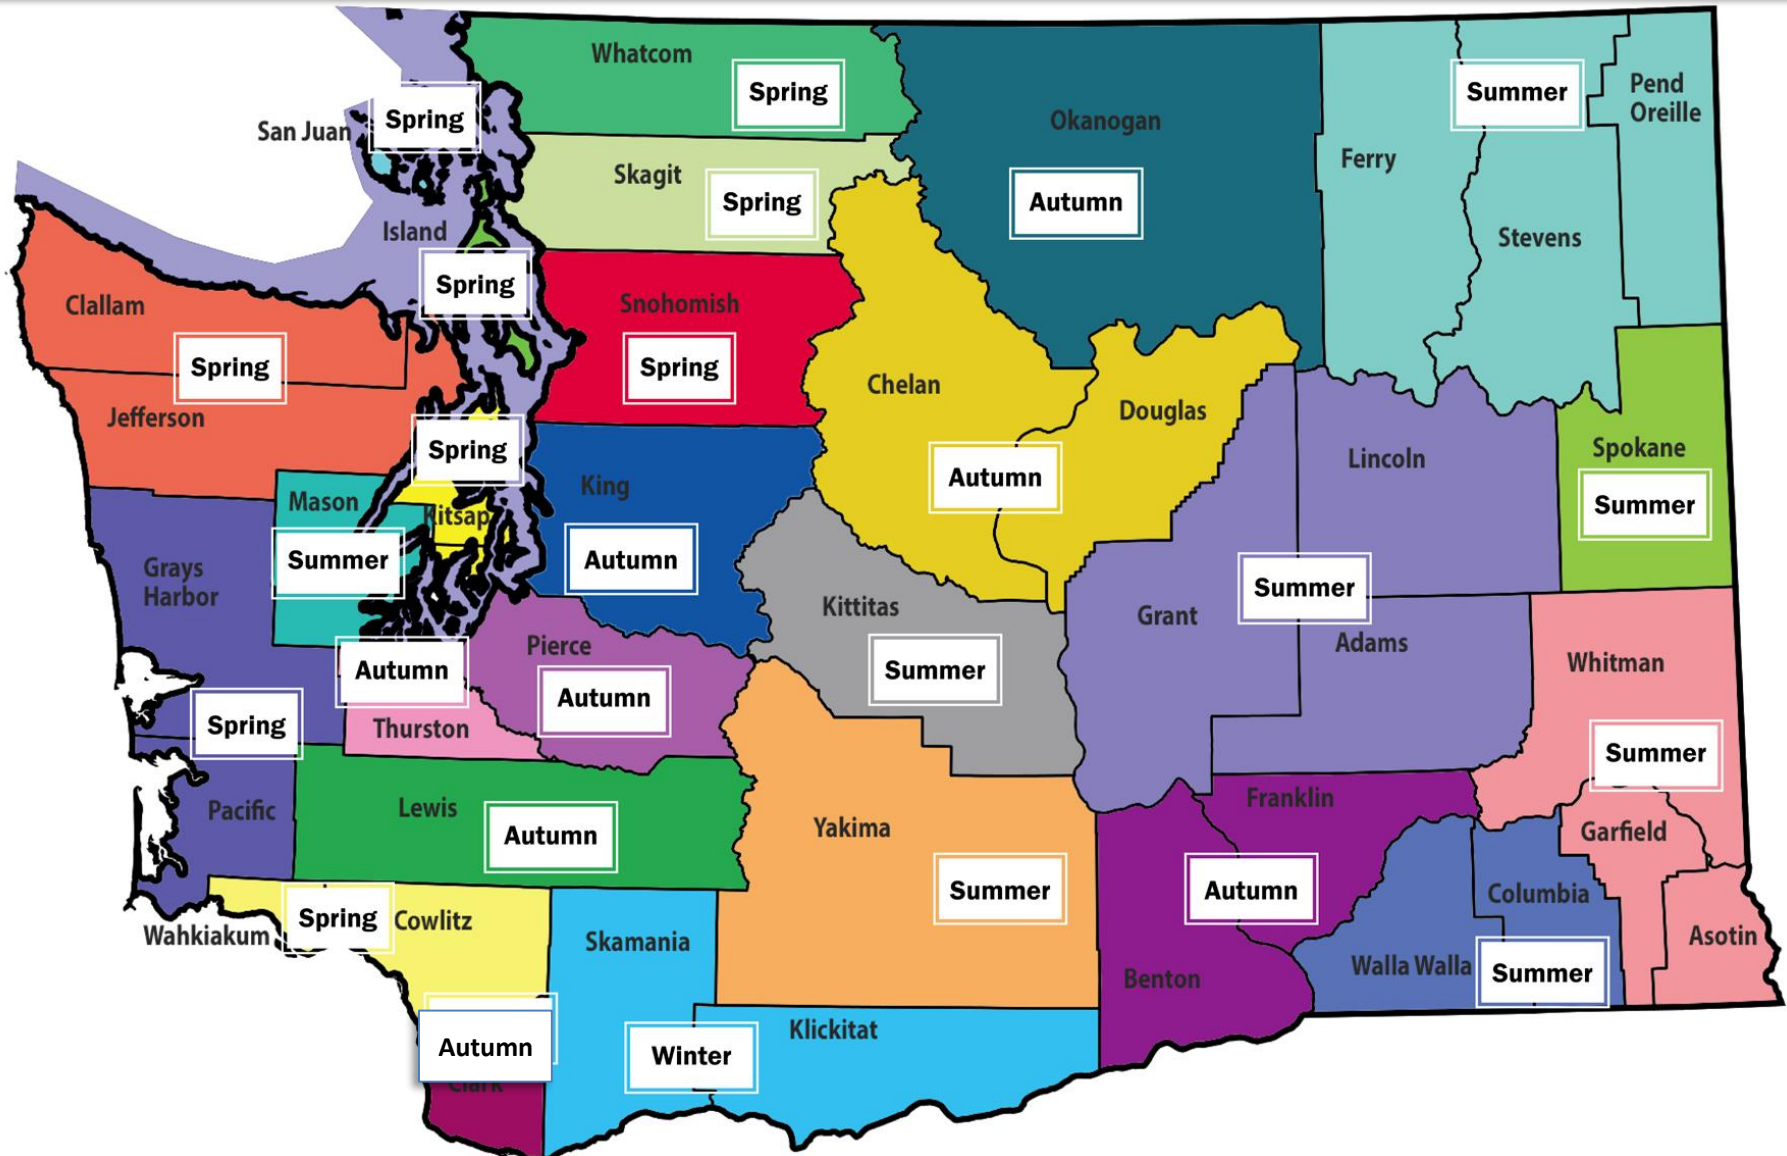 Whatcom
Spring
San Juan
Spring
Okanogan
Summer
Pend
Oreille
Ferry
Skagit
Spring
Autumn
Island
Spring
Stevens
Clallam
Snohomish
Spring
Spring
Jefferson
Chelan
Douglas
Spring
Lincoln
Spokane
Summer
Autumn
King
Autumn
Mason
Kitsap
Summer
Grays
Harbor
Kittitas
Summer
Grant
Summer
Adams
Whitman
Summer
Pierce
Autumn
Autumn
Thurston
Spring
Pacific
Lewis
Autumn
Yakima
Summer
Franklin
Autumn
Garfield
Columbia
Asotin
Walla Walla
Summer
Benton
Wahkiakum
Spring
Cowlitz
Skamania
Klickitat
Winter
Autumn
Clark